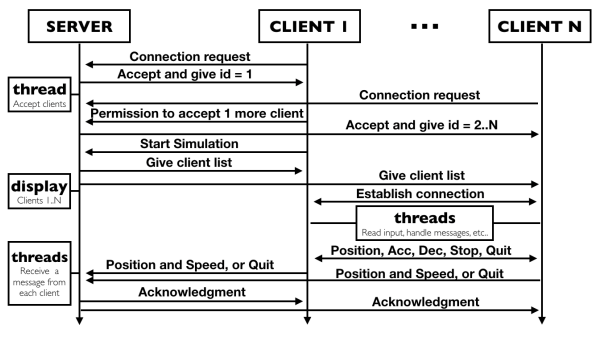 SERVER
CLIENT 1
...
CLIENT N
Connection request
Accept and give id = 1
thread
Accept clients
Connection request
Permission to accept 1 more client
Accept and give id = 2..N
Start Simulation
Give client list
Give client list
display
Clients 1..N
Establish connection
threads
Read input, handle messages, etc..
threads
Receive a
message from
each client
Position, Acc, Dec, Stop, Quit
Position and Speed, or Quit
Position and Speed, or Quit
Acknowledgment
Acknowledgment